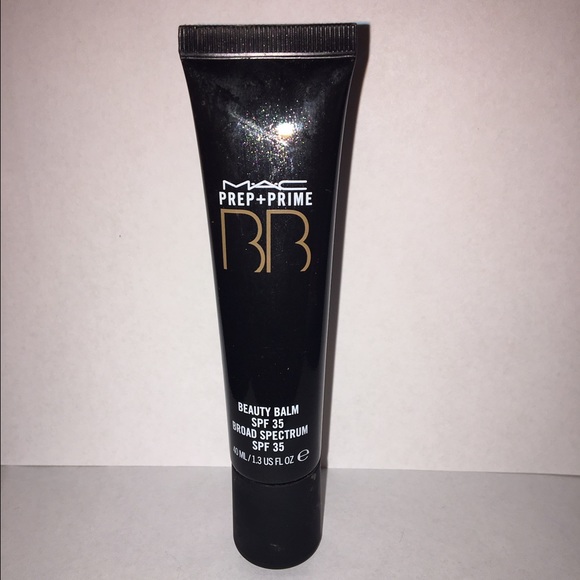 MAC
PREP+PRIME
BB
BEAUTY BALM
SPF 35
BROAD SPECTRUM
SPF 35
40 ML / 1.3 US FL OZ ℮